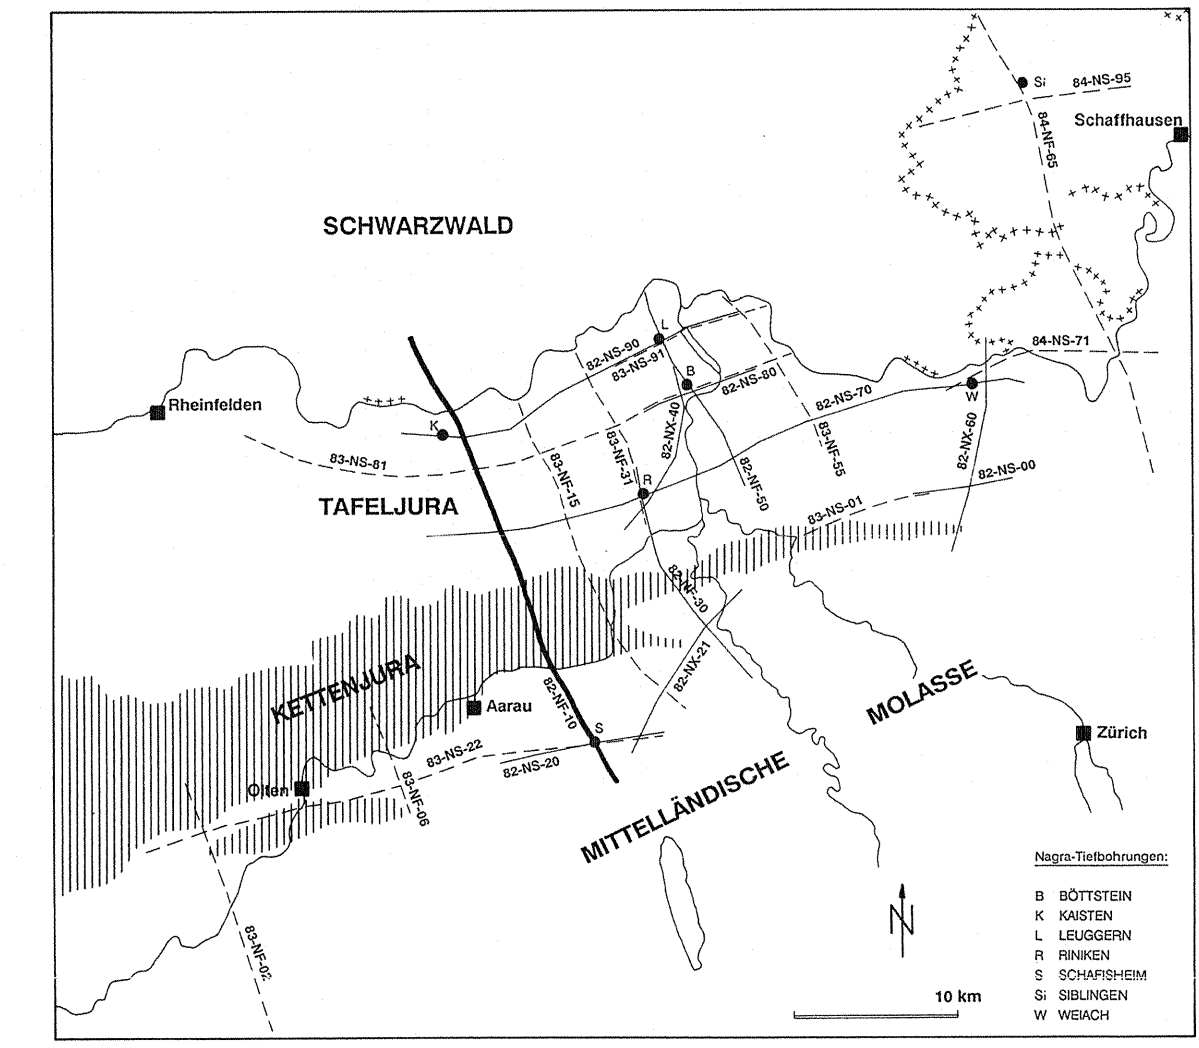 Si
84-NS-95
Schaffhausen
84-NF-65
SCHWARZWALD
L
82-NS-90
83-NS-91
84-NS-71
B
82-NS-80
W
82-NS-70
Rheinfelden
K
82-NX-40
83-NF-55
82-NX-60
83-NS-81
83-NF-31
83-NF-15
82-NF-50
82-NS-00
R
TAFELJURA
83-NS-01
82-NF-30
KETTENJURA
82-NX-21
MOLASSE
82-NF-10
Aarau
S
Zürich
83-NS-22
82-NS-20
Olten
83-NF-06
MITTELLÄNDISCHE
Nagra-Tiefbohrungen:
B BÖTTSTEIN
K KAISTEN
L LEUGGERN
R RINIKEN
S SCHAFISHEIM
Si SIBLINGEN
W WEIACH
83-NF-02
N
10 km